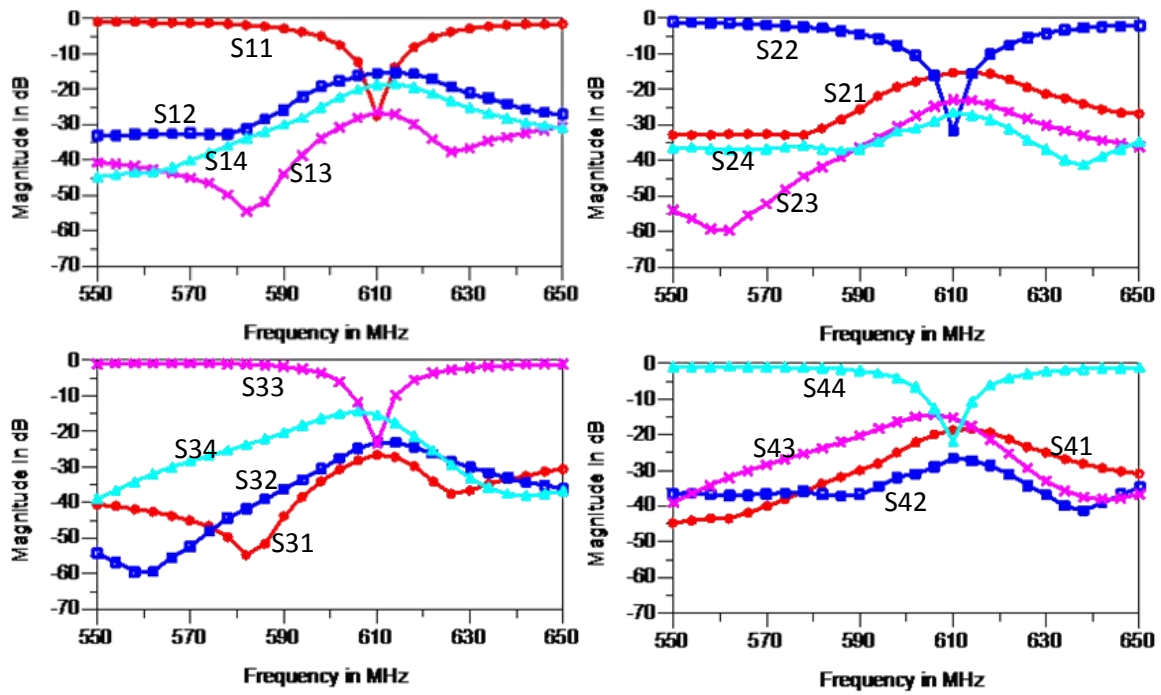 0
-10
-20
-30
-40
-50
-60
-70
Magnitude in dB
S11
S12
S14
S13
550 570 590 610 630 650
Frequency in MHz
0
-10
-20
-30
-40
-50
-60
-70
Magnitude in dB
S22
S21
S24
S23
550 570 590 610 630 650
Frequency in MHz
0
-10
-20
-30
-40
-50
-60
-70
Magnitude in dB
S33
S34
S32
S31
550 570 590 610 630 650
Frequency in MHz
0
-10
-20
-30
-40
-50
-60
-70
Magnitude in dB
S44
S43
S41
S42
550 570 590 610 630 650
Frequency in MHz